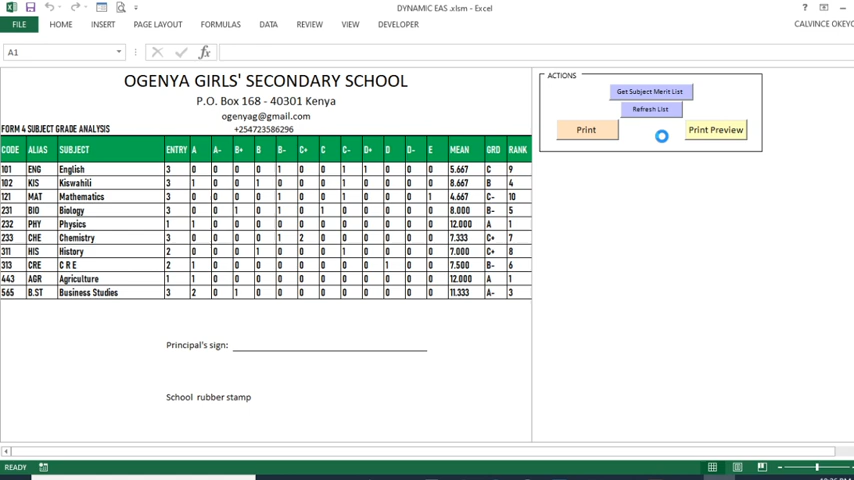 DYNAMIC EAS .xlsm - Excel
FILE HOME INSERT PAGE LAYOUT FORMULAS DATA REVIEW VIEW DEVELOPER CALVINCE OKEYO
A1 fx
OGENYA GIRLS' SECONDARY SCHOOL
P.O. Box 168 - 40301 Kenya
ogenyag@gmail.com
FORM 4 SUBJECT GRADE ANALYSIS +254723586296
CODE ALIAS SUBJECT ENTRY A A- B+ B B- C+ C C- D+ D D- E MEAN GRD RANK
101 ENG English 3 0 0 0 0 1 0 0 1 1 0 0 0 5.667 C 9
102 KIS Kiswahili 3 1 0 0 1 0 0 0 1 0 0 0 0 8.667 B 4
121 MAT Mathematics 3 0 0 0 0 1 0 0 1 0 0 0 1 4.667 C- 10
231 BIO Biology 3 0 0 1 0 1 0 1 0 0 0 0 0 8.000 B- 5
232 PHY Physics 1 1 0 0 0 0 0 0 0 0 0 0 0 12.000 A 1
233 CHE Chemistry 3 0 0 0 0 1 2 0 0 0 0 0 0 7.333 C+ 7
311 HIS History 2 0 0 0 1 0 0 0 1 0 0 0 0 7.000 C+ 8
313 CRE C R E 2 1 0 0 0 0 0 0 0 0 1 0 0 7.500 B- 6
443 AGR Agriculture 1 1 0 0 0 0 0 0 0 0 0 0 0 12.000 A 1
565 B.ST Business Studies 3 2 0 1 0 0 0 0 0 0 0 0 0 11.333 A- 3
Principal's sign:
School rubber stamp
ACTIONS
Get Subject Merit List
Refresh List
Print Print Preview
READY